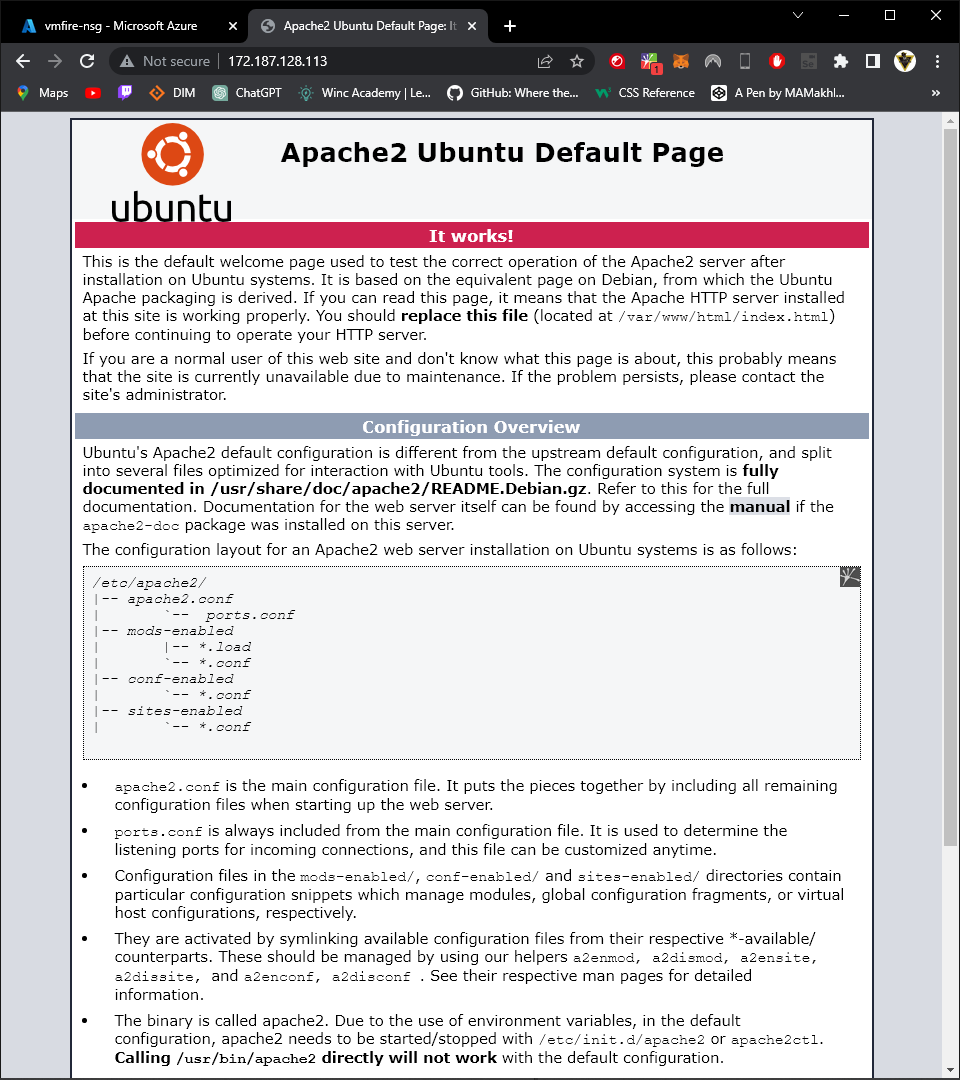 vmfire-nsg - Microsoft Azure
Apache2 Ubuntu Default Page: It
Not secure
172.187.128.113
1
Maps
DIM
ChatGPT
Winc Academy | Le...
GitHub: Where the...
CSS Reference
A Pen by MAMakhl...
»
ubuntu
Apache2 Ubuntu Default Page
It works!
This is the default welcome page used to test the correct operation of the Apache2 server after
installation on Ubuntu systems. It is based on the equivalent page on Debian, from which the Ubuntu
Apache packaging is derived. If you can read this page, it means that the Apache HTTP server installed
at this site is working properly. You should replace this file (located at /var/www/html/index.html)
before continuing to operate your HTTP server.
If you are a normal user of this web site and don't know what this page is about, this probably means
that the site is currently unavailable due to maintenance. If the problem persists, please contact the
site's administrator.
Configuration Overview
Ubuntu's Apache2 default configuration is different from the upstream default configuration, and split
into several files optimized for interaction with Ubuntu tools. The configuration system is fully
documented in /usr/share/doc/apache2/README.Debian.gz. Refer to this for the full
documentation. Documentation for the web server itself can be found by accessing the manual if the
apache2-doc package was installed on this server.
The configuration layout for an Apache2 web server installation on Ubuntu systems is as follows:
/etc/apache2/
|-- apache2.conf
|       `--  ports.conf
|-- mods-enabled
|       |-- *.load
|       `-- *.conf
|-- conf-enabled
|       `-- *.conf
|-- sites-enabled
|       `-- *.conf
• apache2.conf is the main configuration file. It puts the pieces together by including all remaining
configuration files when starting up the web server.
• ports.conf is always included from the main configuration file. It is used to determine the
listening ports for incoming connections, and this file can be customized anytime.
• Configuration files in the mods-enabled/, conf-enabled/ and sites-enabled/ directories contain
particular configuration snippets which manage modules, global configuration fragments, or virtual
host configurations, respectively.
• They are activated by symlinking available configuration files from their respective *-available/
counterparts. These should be managed by using our helpers a2enmod, a2dismod, a2ensite,
a2dissite, and a2enconf, a2disconf . See their respective man pages for detailed
information.
• The binary is called apache2. Due to the use of environment variables, in the default
configuration, apache2 needs to be started/stopped with /etc/init.d/apache2 or apache2ctl.
Calling /usr/bin/apache2 directly will not work with the default configuration.